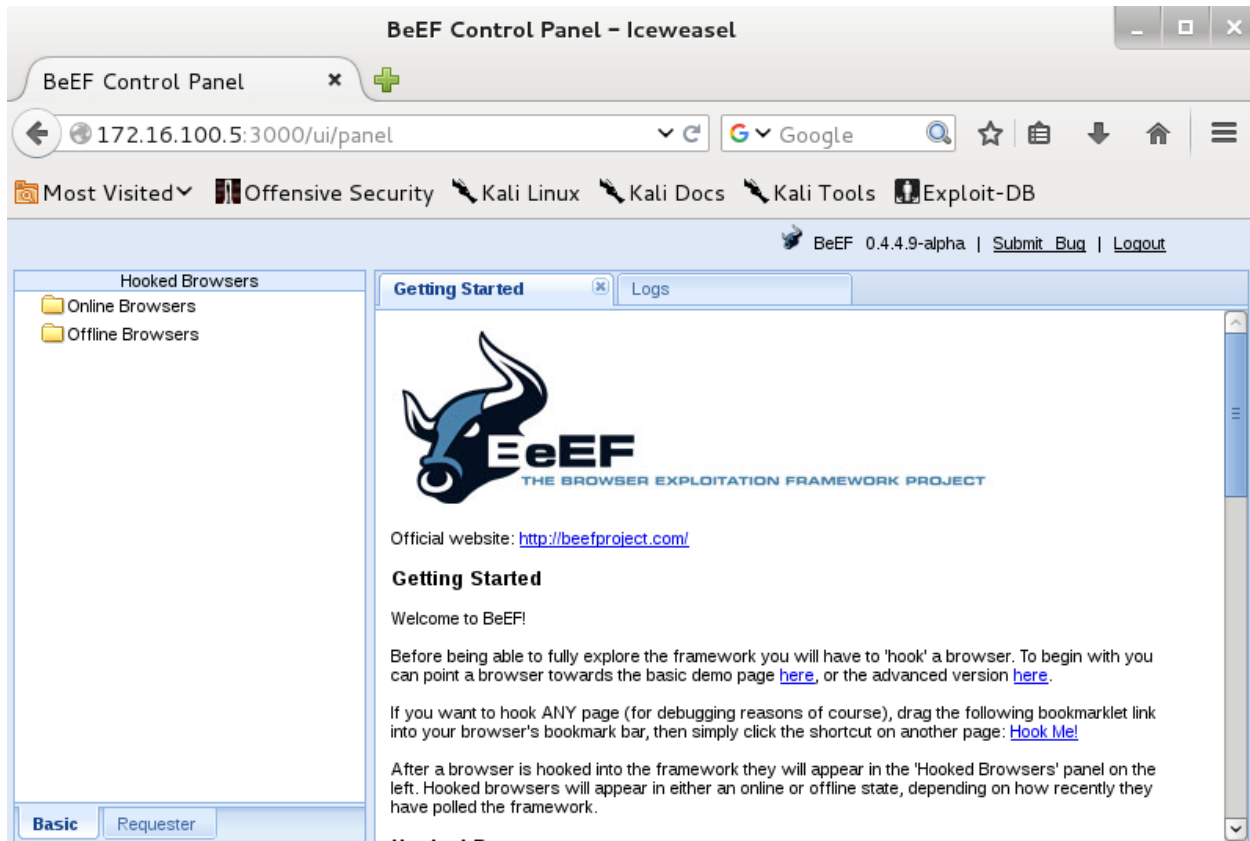 BeEF Control Panel – Iceweasel
BeEF Control Panel
172.16.100.5:3000/ui/panel
Google
Most Visited
Offensive Security
Kali Linux
Kali Docs
Kali Tools
Exploit-DB
BeEF 0.4.4.9-alpha | Submit Bug | Logout
Hooked Browsers
Online Browsers
Offline Browsers
Getting Started
Logs
BeEF
THE BROWSER EXPLOITATION FRAMEWORK PROJECT
Official website: http://beefproject.com/
Getting Started
Welcome to BeEF!
Before being able to fully explore the framework you will have to 'hook' a browser. To begin with you
can point a browser towards the basic demo page here, or the advanced version here.
If you want to hook ANY page (for debugging reasons of course), drag the following bookmarklet link
into your browser's bookmark bar, then simply click the shortcut on another page: Hook Me!
After a browser is hooked into the framework they will appear in the 'Hooked Browsers' panel on the
left. Hooked browsers will appear in either an online or offline state, depending on how recently they
have polled the framework.
Basic
Requester